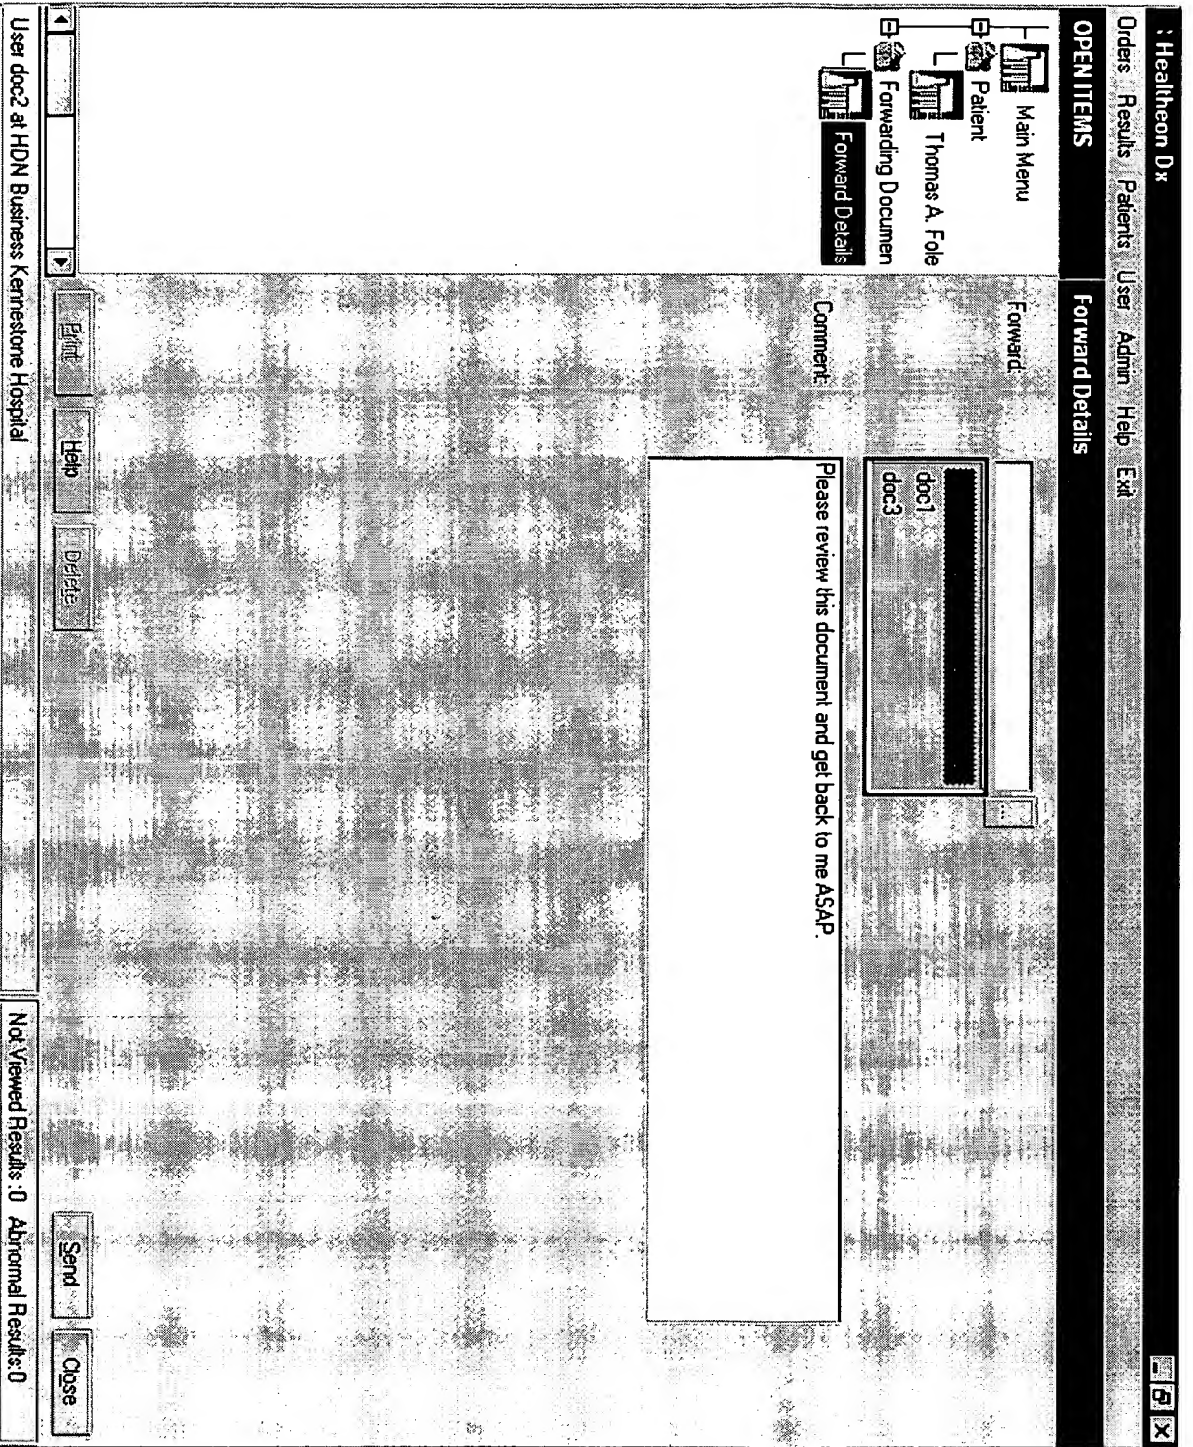 : Healtheon Dx
Orders Results Patients User Admin Help Exit
OPEN ITEMS
Forward Details
Main Menu
Patient
Thomas A. Fole
Forwarding Documen
Forward Details
Forward:
...
doc1
doc3
Comment:
Please review this document and get back to me ASAP.
Print Help Delete Send Close
User doc2 at HDN Business Kennestone Hospital
Not Viewed Results :0 Abnormal Results:0